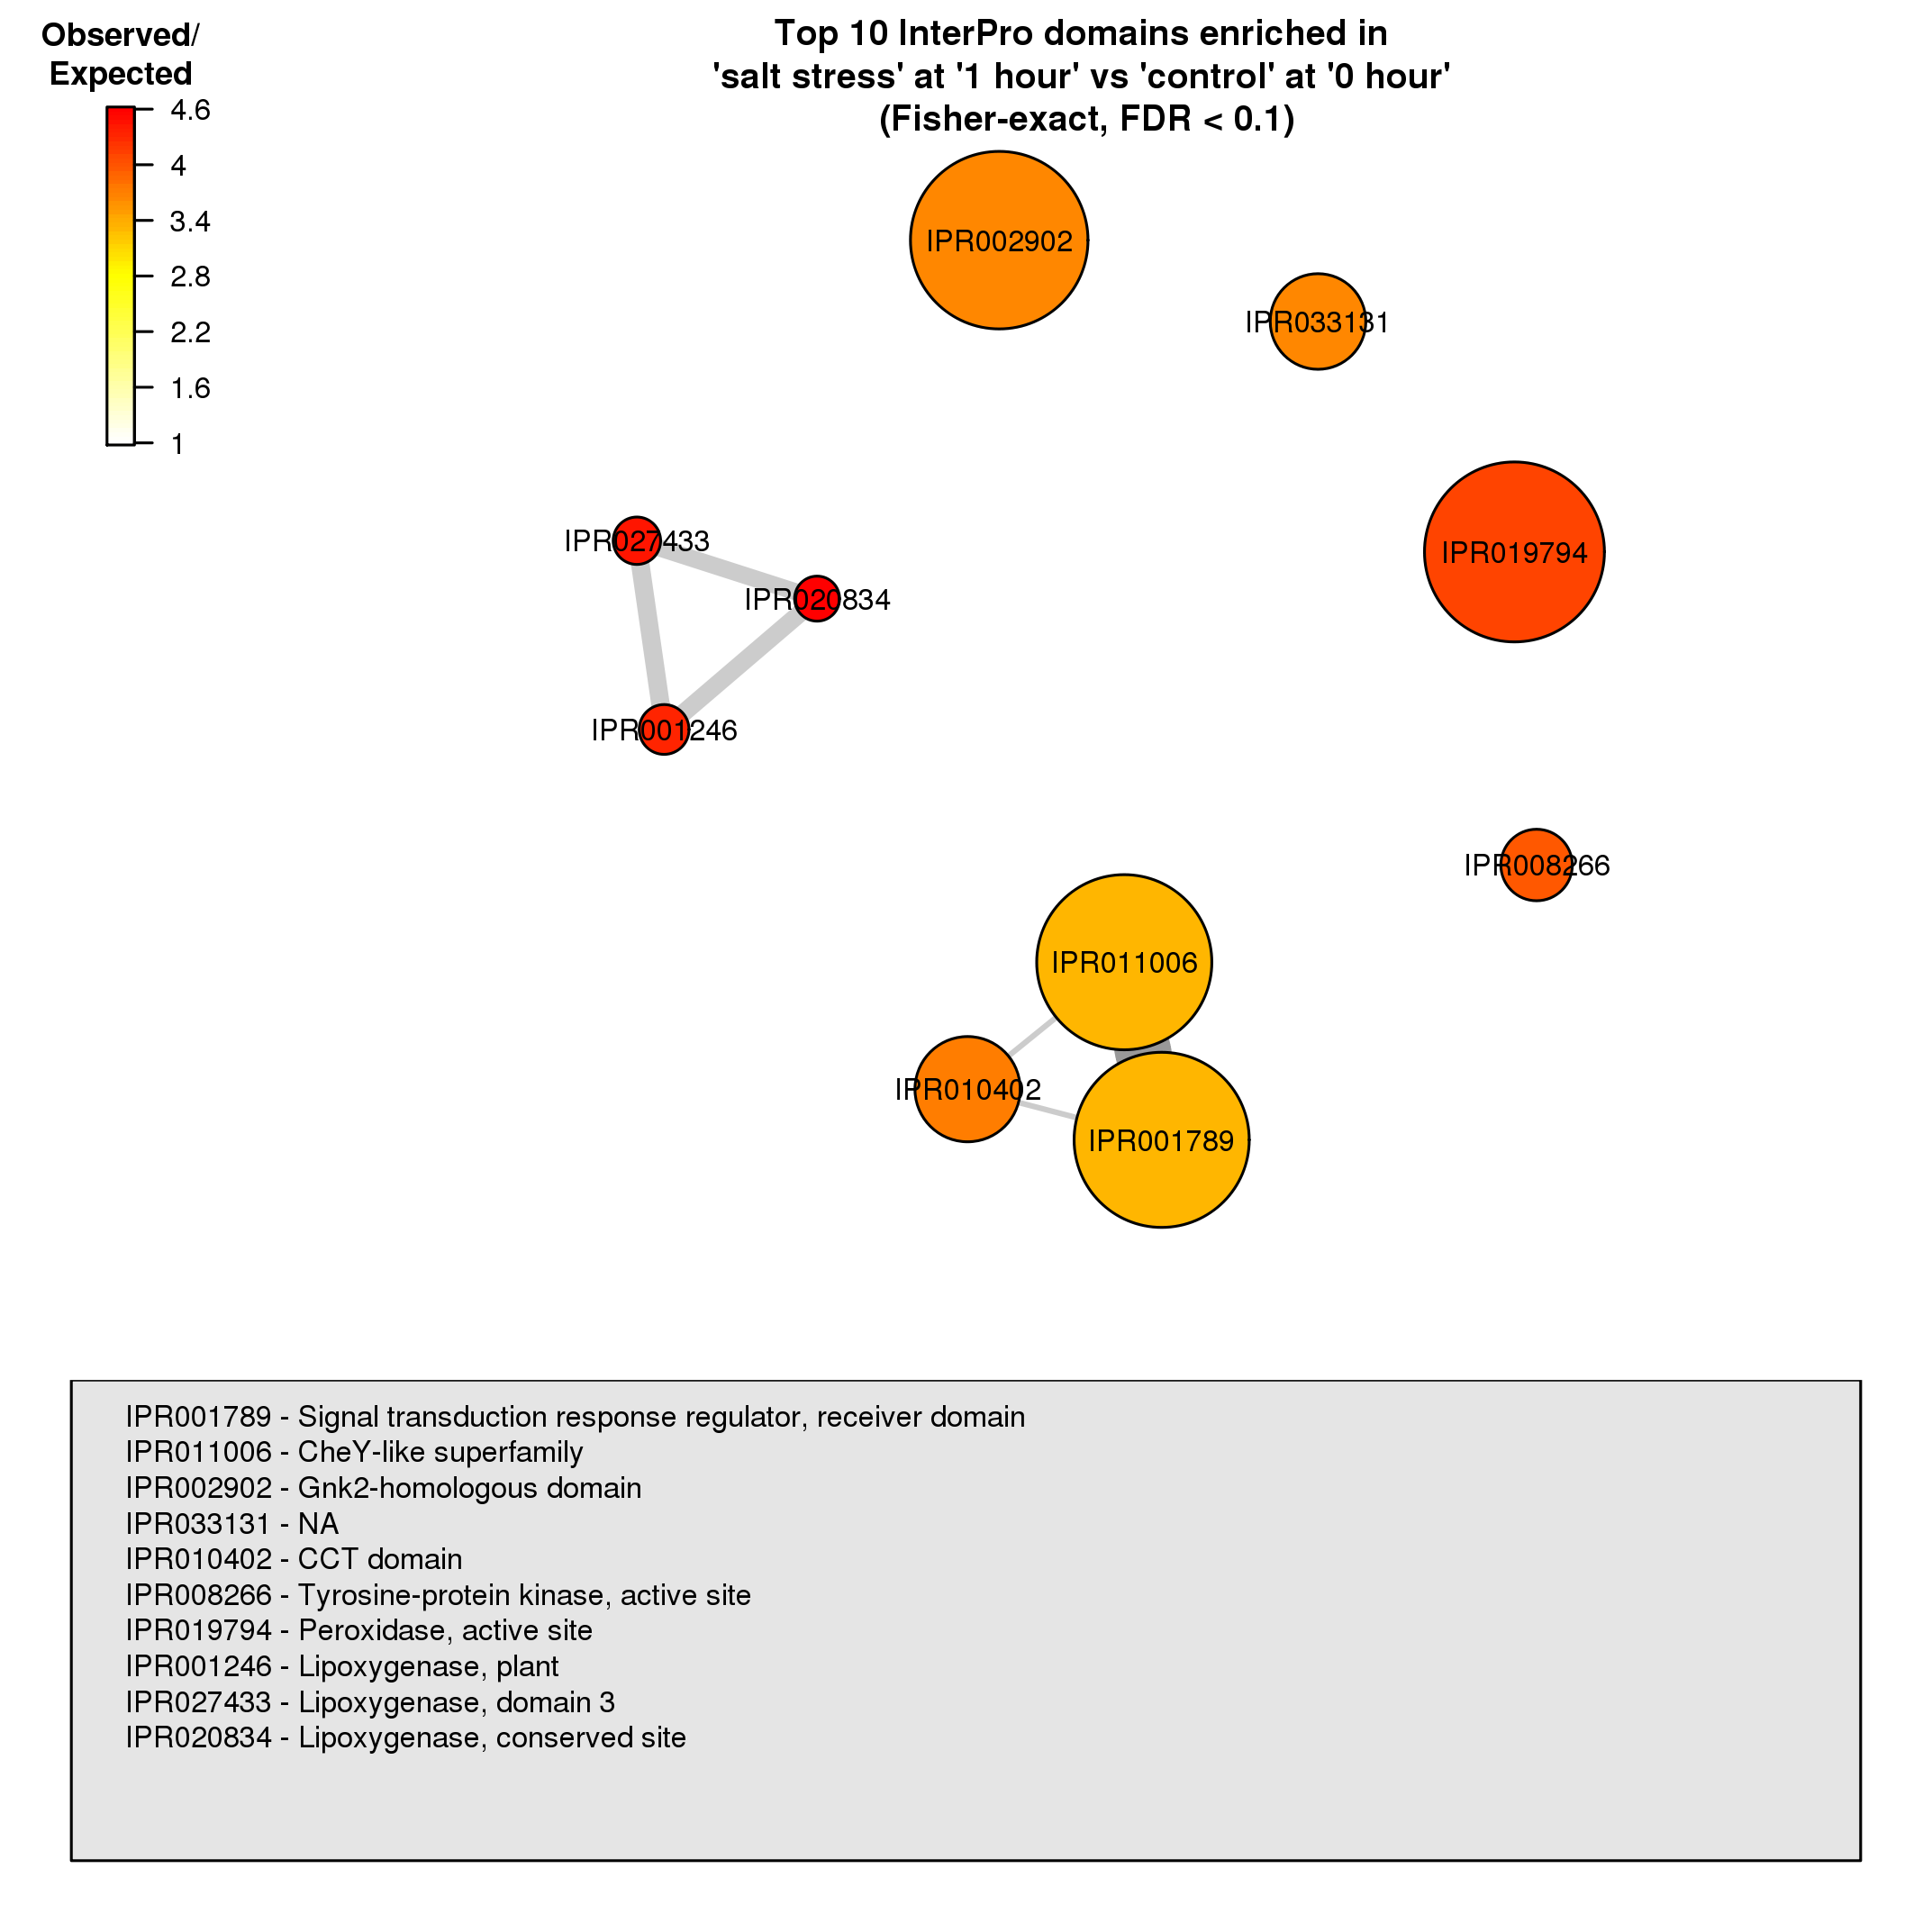 Observed/
Expected
4.6
4
3.4
2.8
2.2
1.6
1
Top 10 InterPro domains enriched in
'salt stress' at '1 hour' vs 'control' at '0 hour'
(Fisher-exact, FDR < 0.1)
IPR002902
IPR033131
IPR027433
IPR019794
IPR020834
IPR001246
IPR008266
IPR011006
IPR010402
IPR001789
IPR001789 - Signal transduction response regulator, receiver domain
IPR011006 - CheY-like superfamily
IPR002902 - Gnk2-homologous domain
IPR033131 - NA
IPR010402 - CCT domain
IPR008266 - Tyrosine-protein kinase, active site
IPR019794 - Peroxidase, active site
IPR001246 - Lipoxygenase, plant
IPR027433 - Lipoxygenase, domain 3
IPR020834 - Lipoxygenase, conserved site